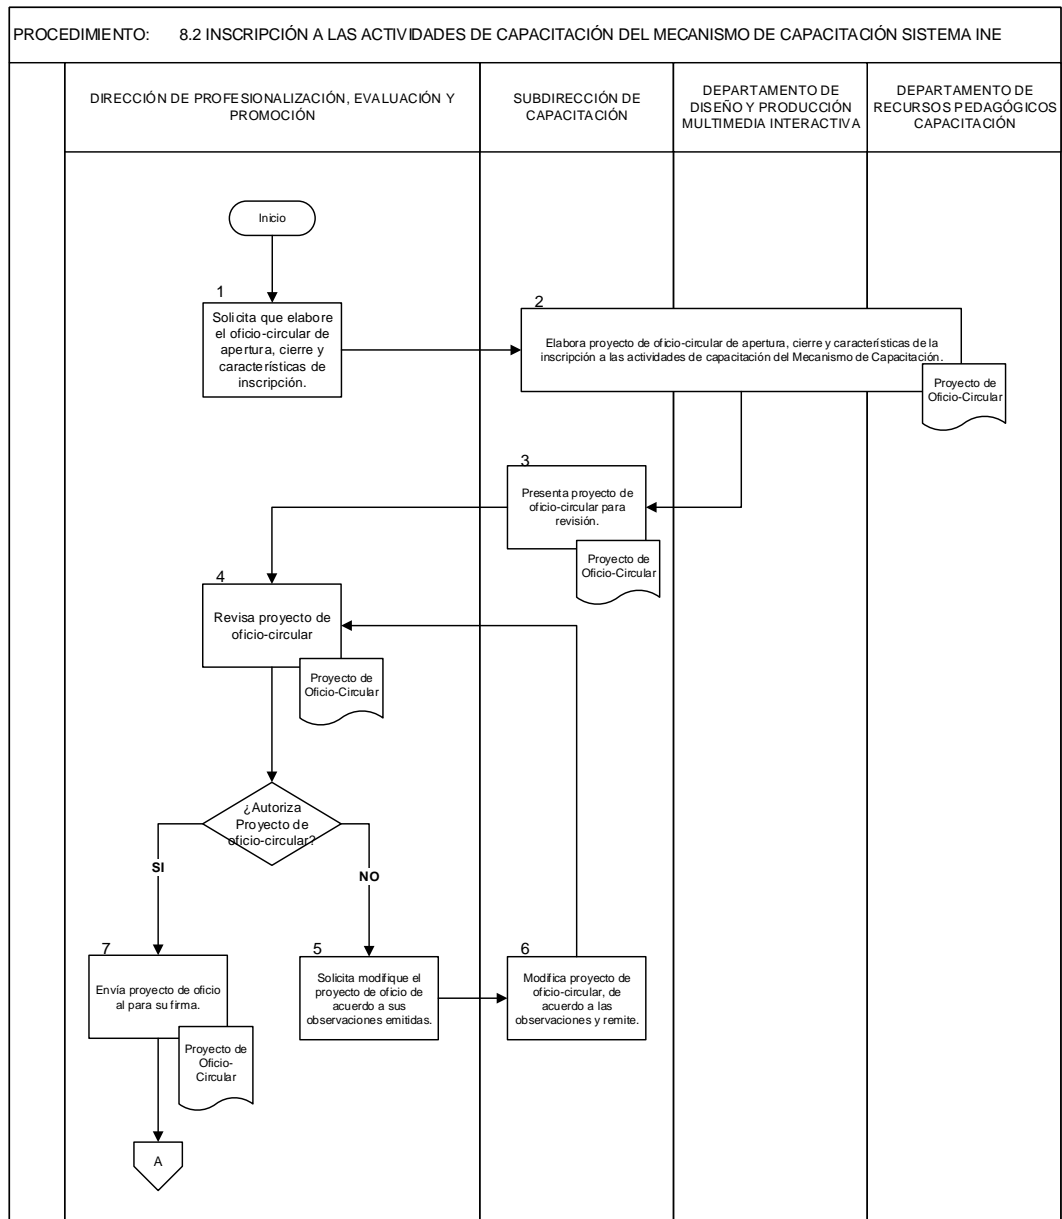 PROCEDIMIENTO: 8.2 INSCRIPCIÓN A LAS ACTIVIDADES DE CAPACITACIÓN DEL MECANISMO DE CAPACITACIÓN SISTEMA INE
DIRECCIÓN DE PROFESIONALIZACIÓN, EVALUACIÓN Y
PROMOCIÓN
SUBDIRECCIÓN DE
CAPACITACIÓN
DEPARTAMENTO DE
DISEÑO Y PRODUCCIÓN
MULTIMEDIA INTERACTIVA
DEPARTAMENTO DE
RECURSOS PEDAGÓGICOS
CAPACITACIÓN
Inicio
1
Solicita que elabore
el oficio-circular de
apertura, cierre y
características de
inscripción.
2
Elabora proyecto de oficio-circular de apertura, cierre y características de la
inscripción a las actividades de capacitación del Mecanismo de Capacitación.
Proyecto de
Oficio-Circular
3
Presenta proyecto de
oficio-circular para
revisión.
Proyecto de
Oficio-Circular
4
Revisa proyecto de
oficio-circular
Proyecto de
Oficio-Circular
¿Autoriza
Proyecto de
oficio-circular?
SI
NO
7
Envía proyecto de oficio
al para su firma.
Proyecto de
Oficio-
Circular
5
Solicita modifique el
proyecto de oficio de
acuerdo a sus
observaciones emitidas.
6
Modifica proyecto de
oficio-circular, de
acuerdo a las
observaciones y remite.
A